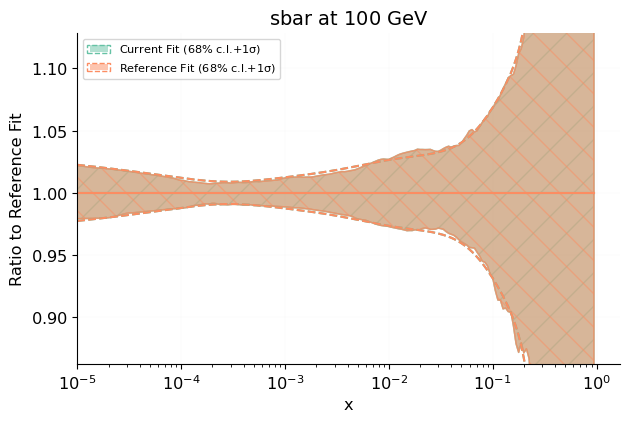 sbar at 100 GeV
Current Fit (68% c.l.+1σ)
Reference Fit (68% c.l.+1σ)
Ratio to Reference Fit
1.10
1.05
1.00
0.95
0.90
10⁻⁵ 10⁻⁴ 10⁻³ 10⁻² 10⁻¹ 10⁰
x